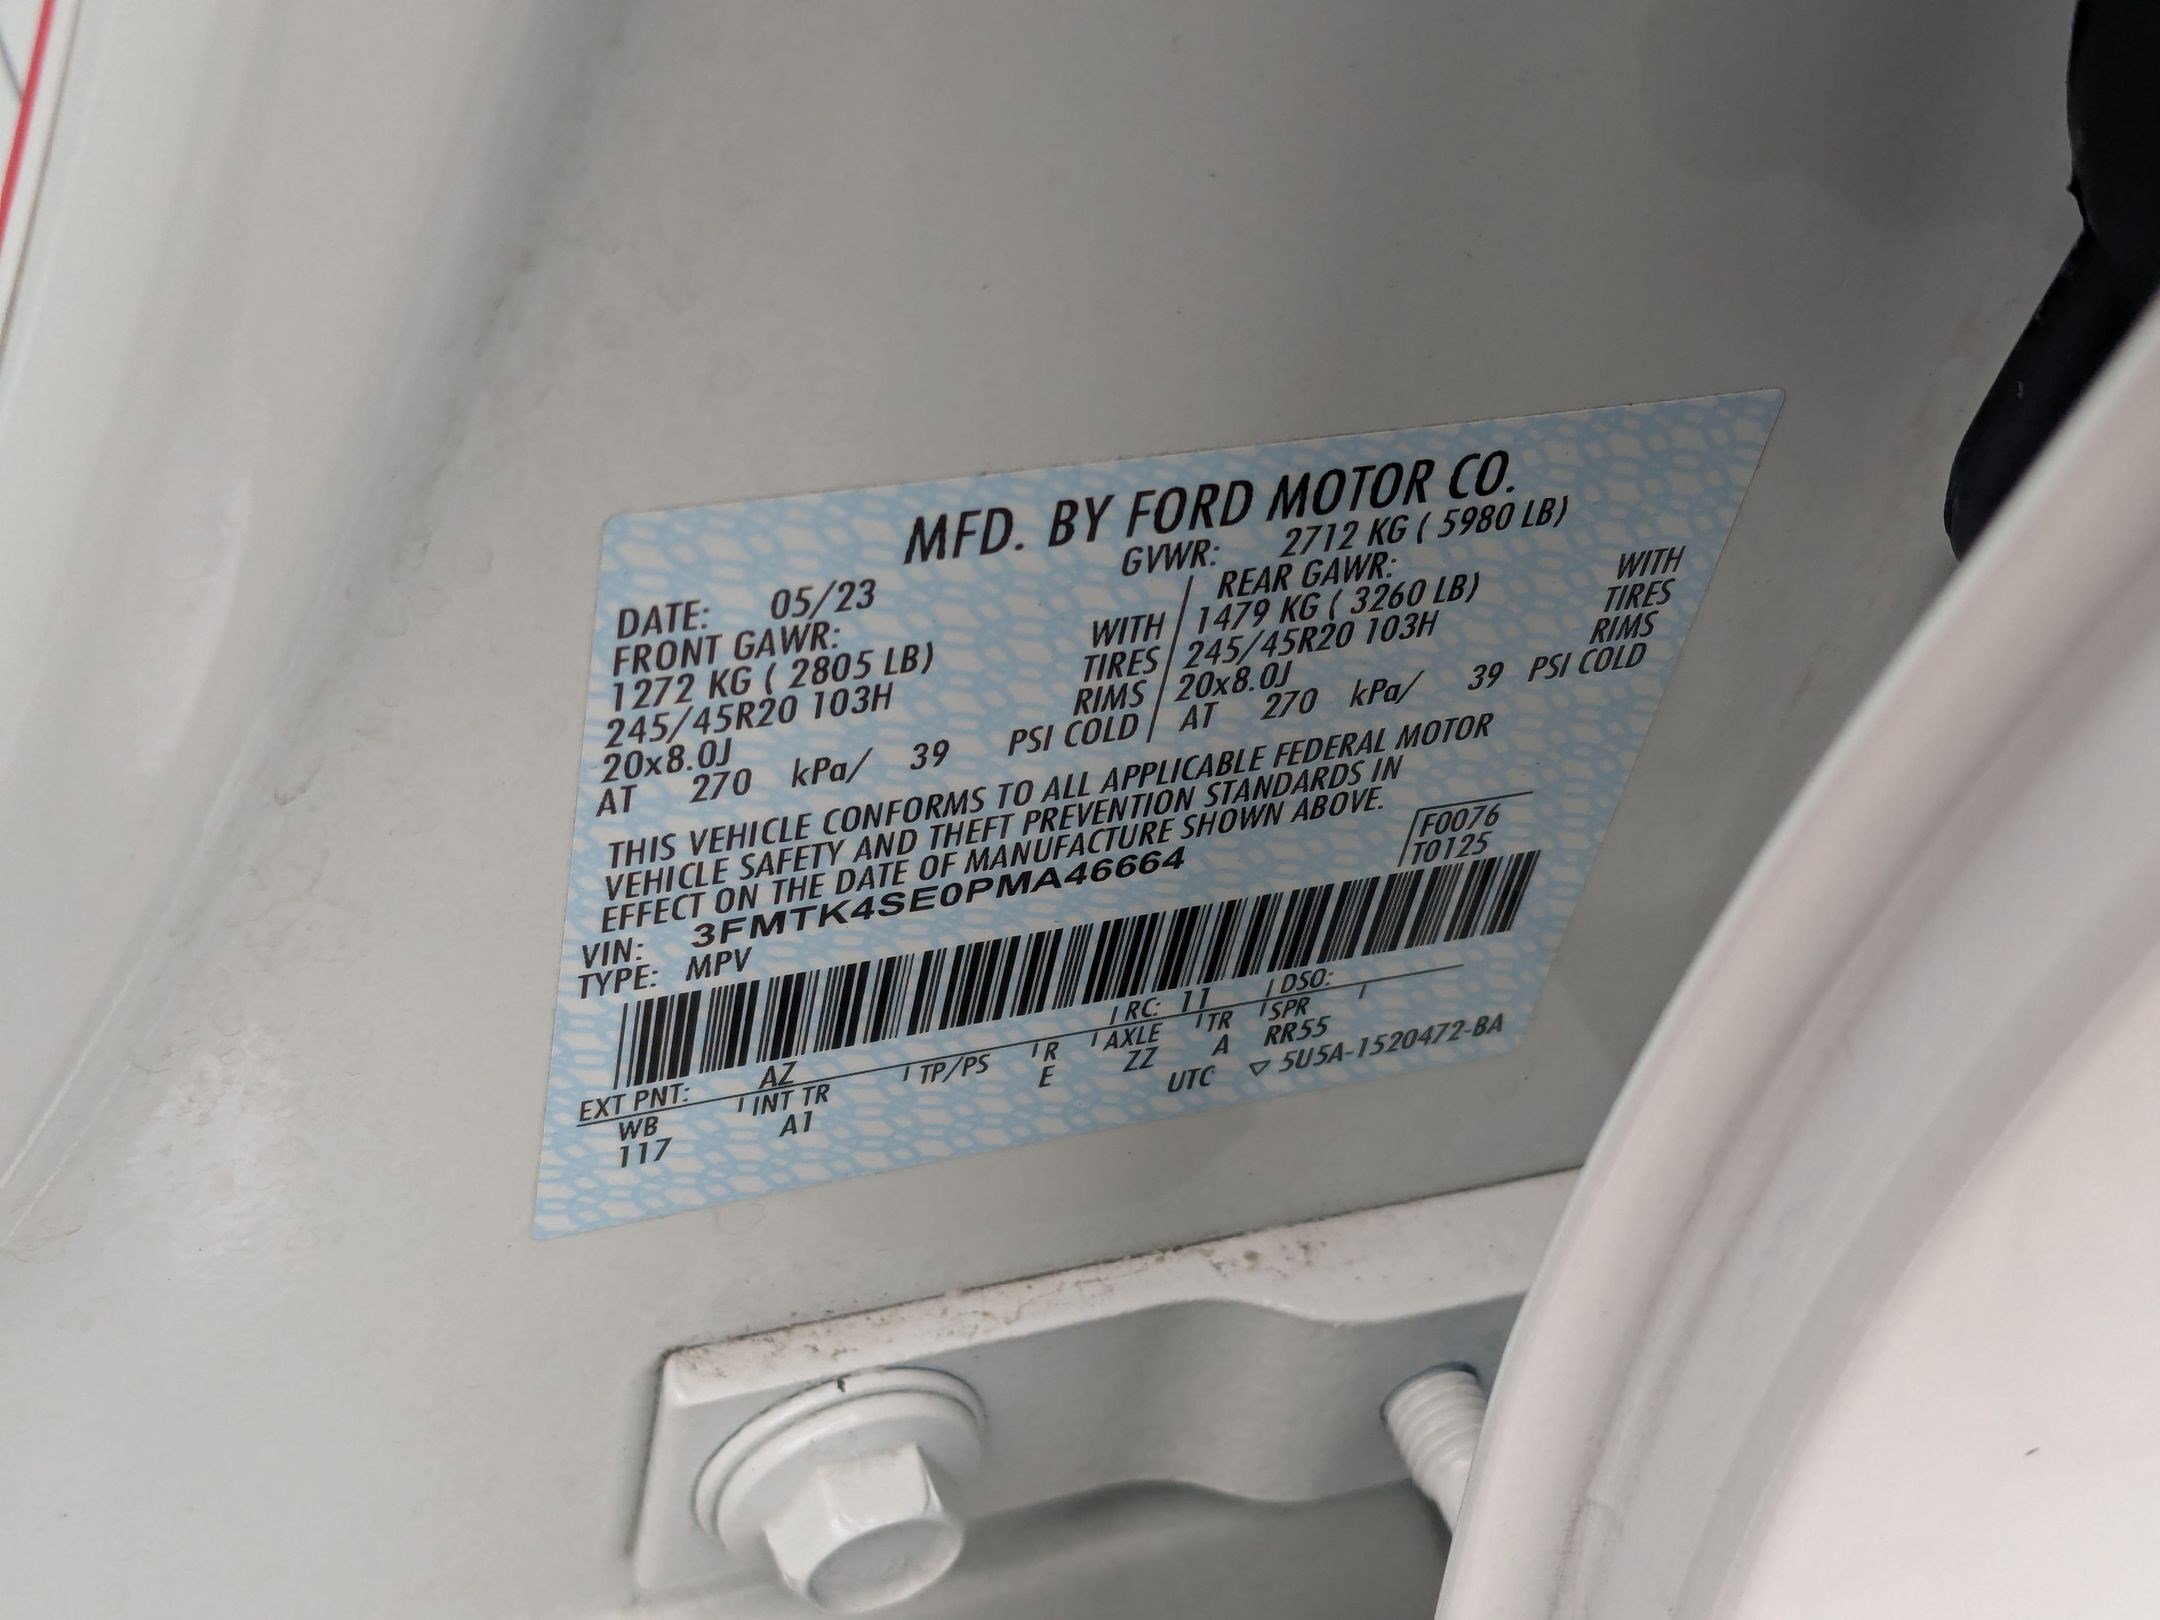 MFD. BY FORD MOTOR CO.
DATE: 05/23 GVWR: 2712 KG ( 5980 LB)
FRONT GAWR: REAR GAWR:
1272 KG ( 2805 LB) WITH 1479 KG ( 3260 LB) WITH
245/45R20 103H TIRES 245/45R20 103H TIRES
20x8.0J RIMS 20x8.0J RIMS
AT 270 kPa/ 39 PSI COLD AT 270 kPa/ 39 PSI COLD
THIS VEHICLE CONFORMS TO ALL APPLICABLE FEDERAL MOTOR
VEHICLE SAFETY AND THEFT PREVENTION STANDARDS IN
EFFECT ON THE DATE OF MANUFACTURE SHOWN ABOVE.
VIN: 3FMTK4SE0PMA46664 F0076
TYPE: MPV T0125
EXT PNT: AZ RC: 11 DSO:
WB INT TR TP/PS R AXLE TR SPR
117 A1 E ZZ A RR55
UTC ▽ 5U5A-1520472-BA